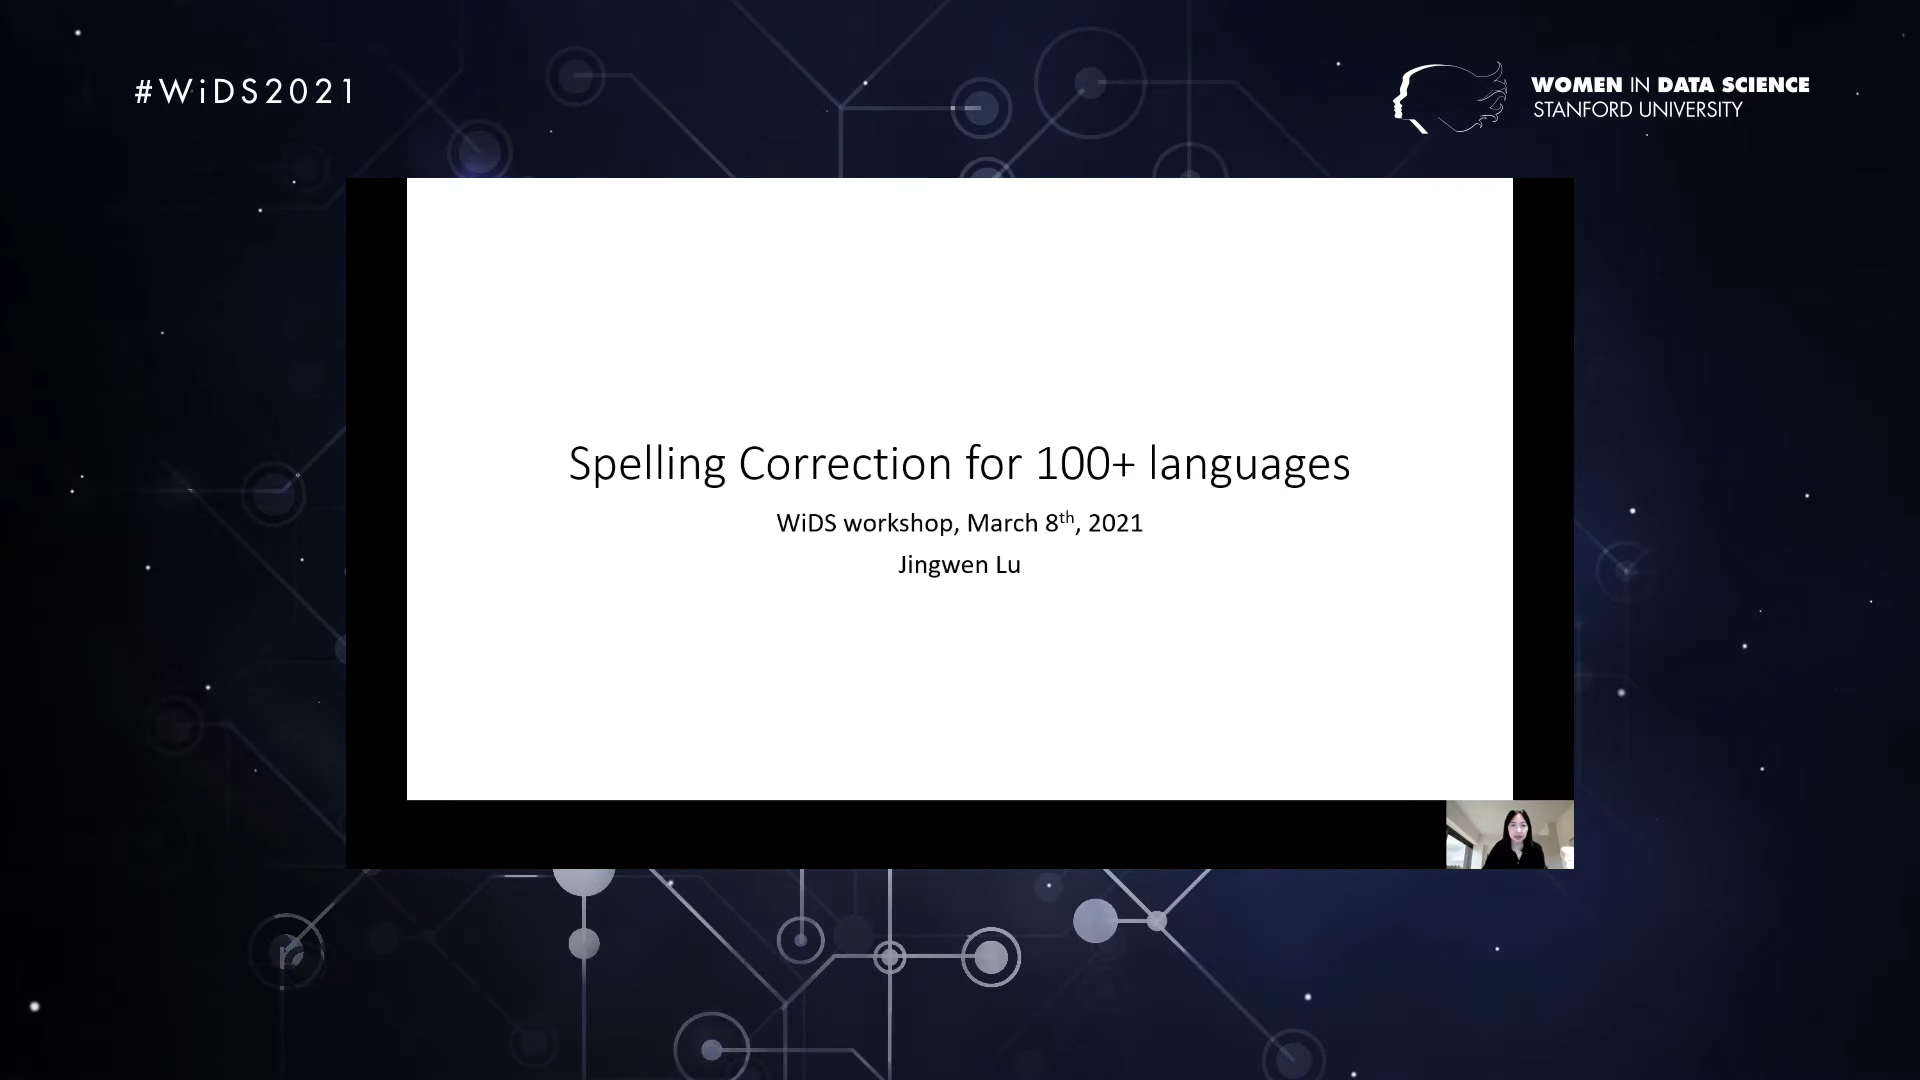 #WiDS2021
WOMEN IN DATA SCIENCE
STANFORD UNIVERSITY
Spelling Correction for 100+ languages
WiDS workshop, March 8th, 2021
Jingwen Lu